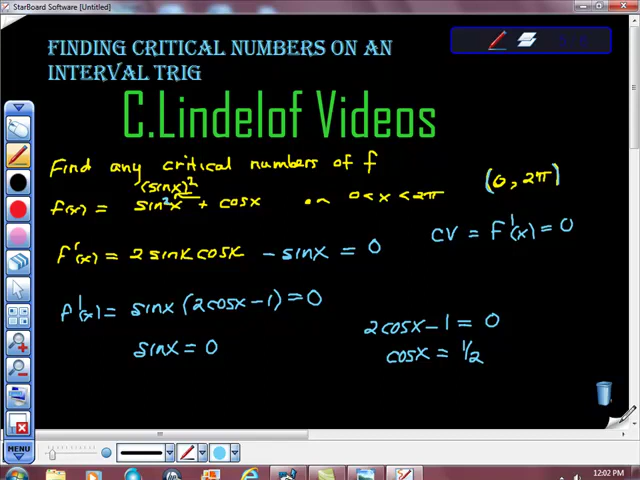 StarBoard Software [Untitled]
FINDING CRITICAL NUMBERS ON AN
INTERVAL TRIG
C.Lindelof Videos
Find any critical numbers of f
(sinx)²
f(x) = sin²x + cosx on 0 < x < 2π
(0, 2π)
f'(x) = 2 sinx cosx - sinx = 0
CV = f'(x) = 0
f'(x) = sinx (2cosx - 1) = 0
sinx = 0
2cosx - 1 = 0
cosx = 1/2
MENU
12:02 PM